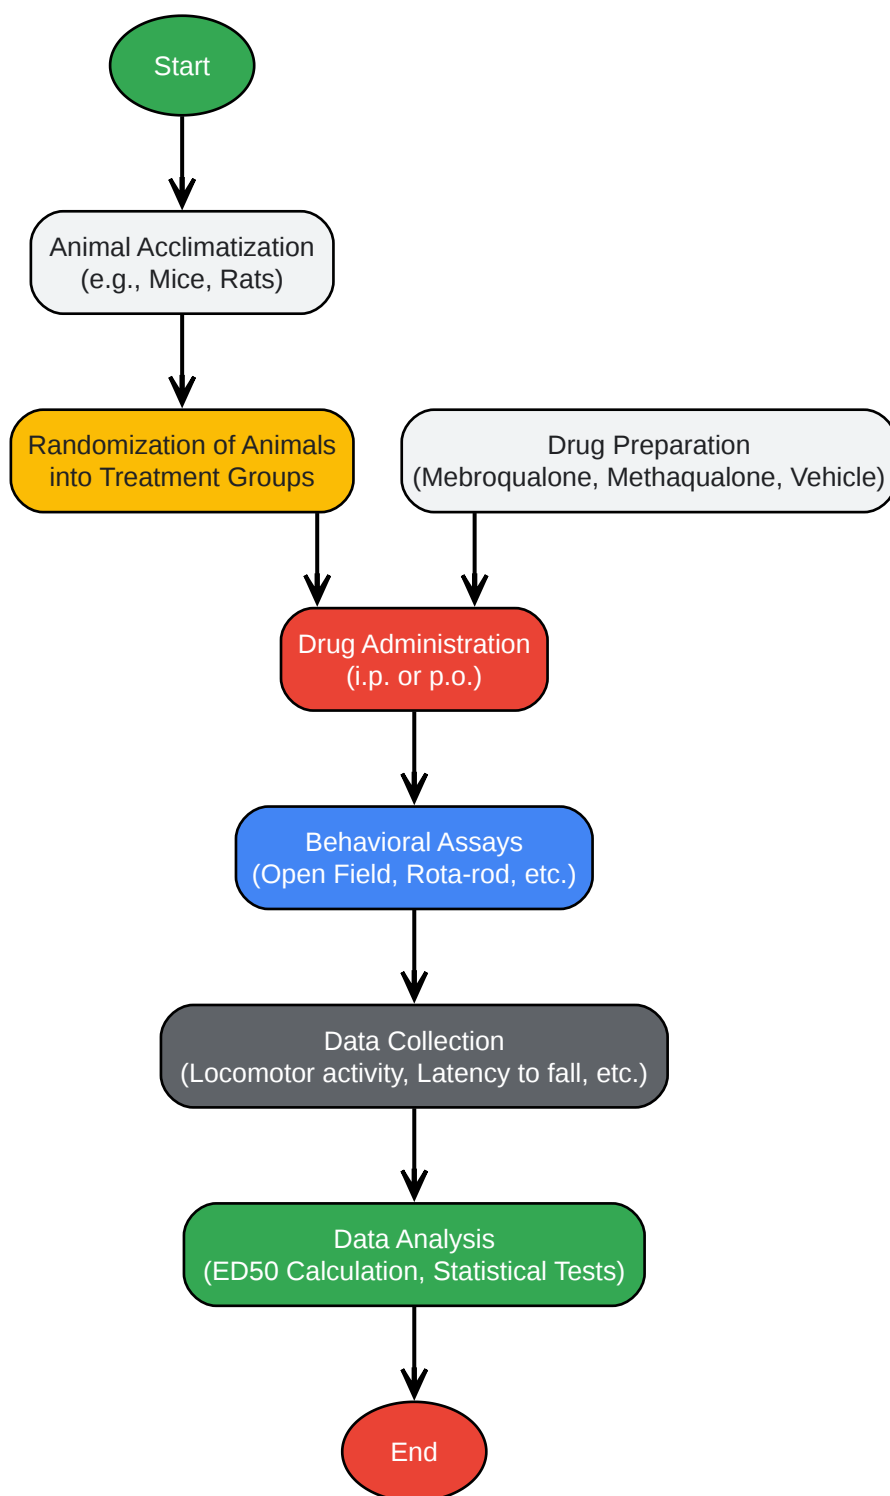 Start
Animal Acclimatization
(e.g., Mice, Rats)
Randomization of Animals
into Treatment Groups
Drug Preparation
(Mebroqualone, Methaqualone, Vehicle)
Drug Administration
(i.p. or p.o.)
Behavioral Assays
(Open Field, Rota-rod, etc.)
Data Collection
(Locomotor activity, Latency to fall, etc.)
Data Analysis
(ED50 Calculation, Statistical Tests)
End